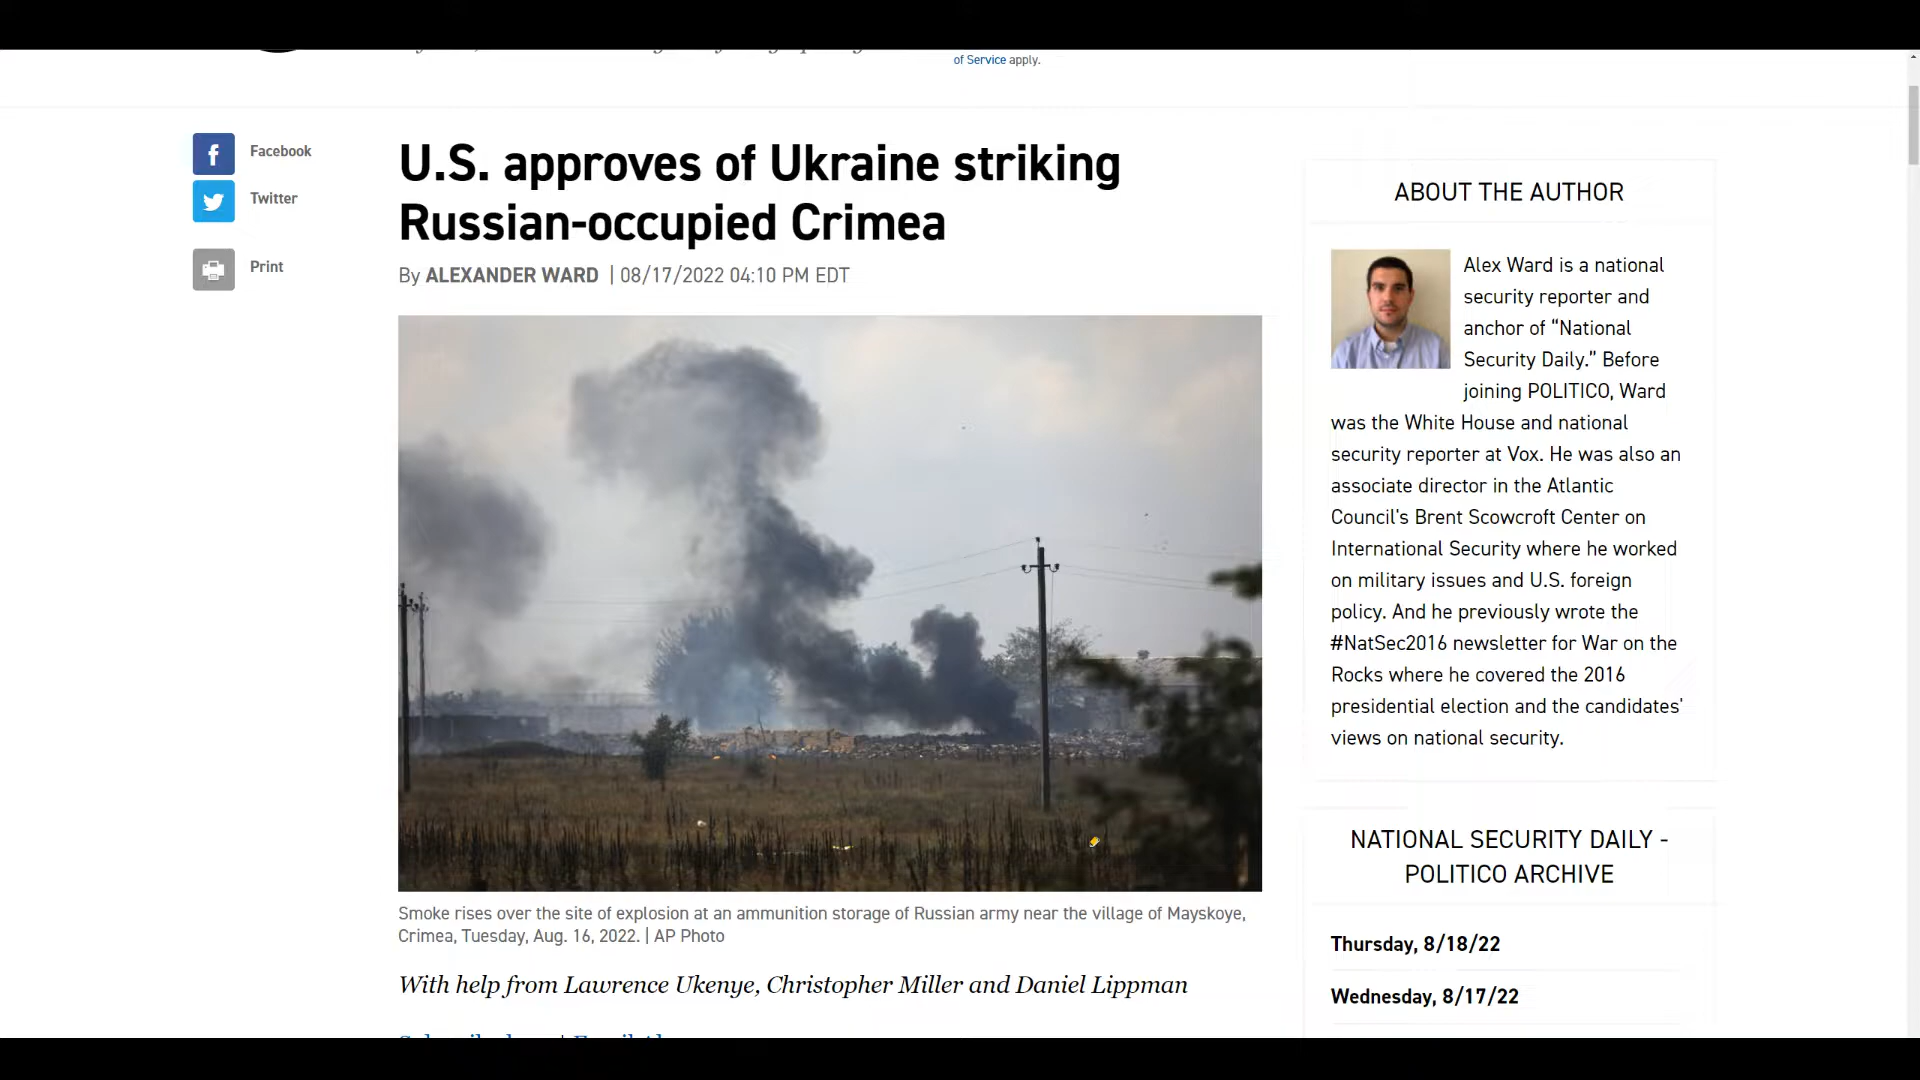 of Service apply.
Facebook
Twitter
Print
U.S. approves of Ukraine striking
Russian-occupied Crimea
By ALEXANDER WARD | 08/17/2022 04:10 PM EDT
Smoke rises over the site of explosion at an ammunition storage of Russian army near the village of Mayskoye,
Crimea, Tuesday, Aug. 16, 2022. | AP Photo
With help from Lawrence Ukenye, Christopher Miller and Daniel Lippman
ABOUT THE AUTHOR
Alex Ward is a national
security reporter and
anchor of “National
Security Daily.” Before
joining POLITICO, Ward
was the White House and national
security reporter at Vox. He was also an
associate director in the Atlantic
Council's Brent Scowcroft Center on
International Security where he worked
on military issues and U.S. foreign
policy. And he previously wrote the
#NatSec2016 newsletter for War on the
Rocks where he covered the 2016
presidential election and the candidates'
views on national security.
NATIONAL SECURITY DAILY -
POLITICO ARCHIVE
Thursday, 8/18/22
Wednesday, 8/17/22